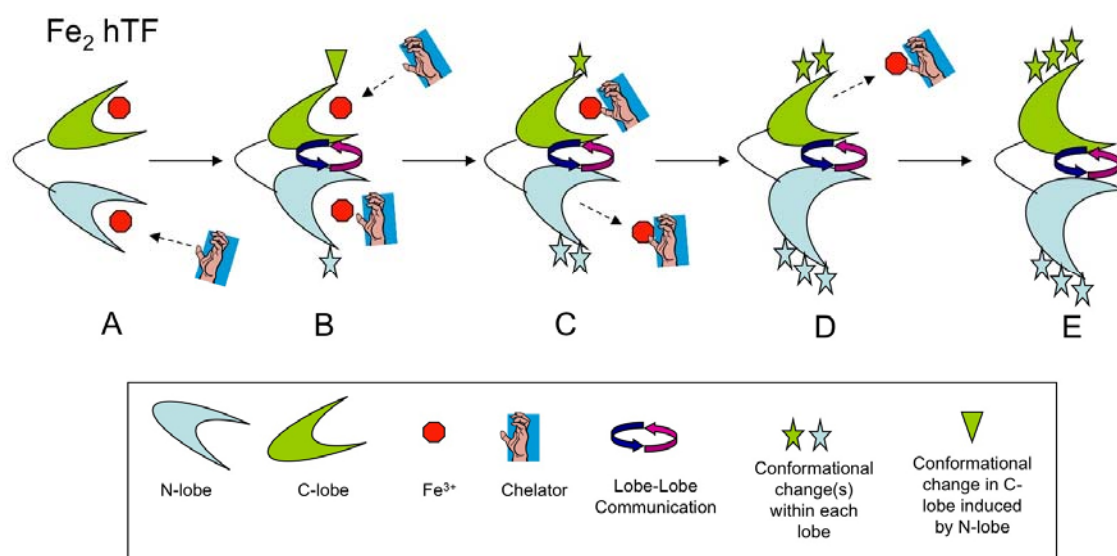 Fe₂ hTF
A
B
C
D
E
N-lobe
C-lobe
Fe³⁺
Chelator
Lobe-Lobe
Communication
Conformational
change(s)
within each
lobe
Conformational
change in C-
lobe induced
by N-lobe